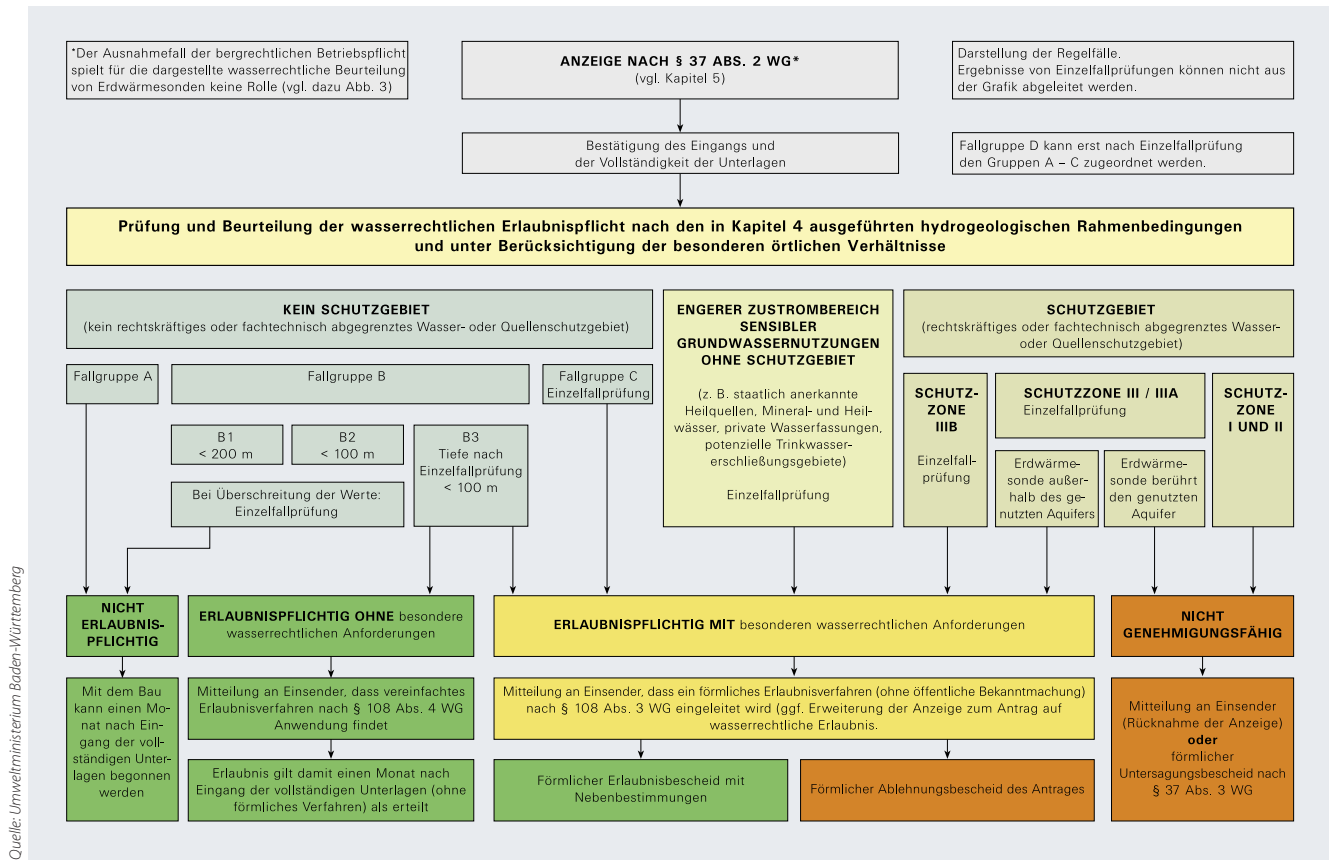 *Der Ausnahmefall der bergrechtlichen Betriebspflicht
spielt für die dargestellte wasserrechtliche Beurteilung
von Erdwärmesonden keine Rolle (vgl. dazu Abb. 3)
ANZEIGE NACH § 37 ABS. 2 WG*
(vgl. Kapitel 5)
Darstellung der Regelfälle.
Ergebnisse von Einzelfallprüfungen können nicht aus
der Grafik abgeleitet werden.
Bestätigung des Eingangs und
der Vollständigkeit der Unterlagen
Fallgruppe D kann erst nach Einzelfallprüfung
den Gruppen A – C zugeordnet werden.
Prüfung und Beurteilung der wasserrechtlichen Erlaubnispflicht nach den in Kapitel 4 ausgeführten hydrogeologischen Rahmenbedingungen
und unter Berücksichtigung der besonderen örtlichen Verhältnisse
KEIN SCHUTZGEBIET
(kein rechtskräftiges oder fachtechnisch abgegrenztes Wasser- oder Quellenschutzgebiet)
Fallgruppe A
Fallgruppe B
Fallgruppe C
Einzelfallprüfung
B1
< 200 m
B2
< 100 m
B3
Tiefe nach
Einzelfallprüfung
< 100 m
Bei Überschreitung der Werte:
Einzelfallprüfung
ENGERER ZUSTROMBEREICH
SENSIBLER
GRUNDWASSERNUTZUNGEN
OHNE SCHUTZGEBIET
(z. B. staatlich anerkannte
Heilquellen, Mineral- und Heil-
wässer, private Wasserfassungen,
potenzielle Trinkwasser-
erschließungsgebiete)
Einzelfallprüfung
SCHUTZGEBIET
(rechtskräftiges oder fachtechnisch abgegrenztes Wasser-
oder Quellenschutzgebiet)
SCHUTZ-
ZONE
IIIB
Einzelfall-
prüfung
SCHUTZZONE III / IIIA
Einzelfallprüfung
Erdwärme-
sonde außer-
halb des ge-
nutzten Aquifers
Erdwärme-
sonde berührt
den genutzten
Aquifer
SCHUTZ-
ZONE
I UND II
NICHT
ERLAUBNIS-
PFLICHTIG
ERLAUBNISPFLICHTIG OHNE besondere
wasserrechtlichen Anforderungen
ERLAUBNISPFLICHTIG MIT besonderen wasserrechtlichen Anforderungen
NICHT
GENEHMIGUNGSFÄHIG
Mit dem Bau
kann einen Mo-
nat nach Ein-
gang der voll-
ständigen Unter-
lagen begonnen
werden
Mitteilung an Einsender, dass vereinfachtes
Erlaubnisverfahren nach § 108 Abs. 4 WG
Anwendung findet
Mitteilung an Einsender, dass ein förmliches Erlaubnisverfahren (ohne öffentliche Bekanntmachung)
nach § 108 Abs. 3 WG eingeleitet wird (ggf. Erweiterung der Anzeige zum Antrag auf
wasserrechtliche Erlaubnis.
Mitteilung an Einsender
(Rücknahme der Anzeige)
oder
förmlicher
Untersagungsbescheid nach
§ 37 Abs. 3 WG
Erlaubnis gilt damit einen Monat nach
Eingang der vollständigen Unterlagen (ohne
förmliches Verfahren) als erteilt
Förmlicher Erlaubnisbescheid mit
Nebenbestimmungen
Förmlicher Ablehnungsbescheid des Antrages
Quelle: Umweltministerium Baden-Württemberg